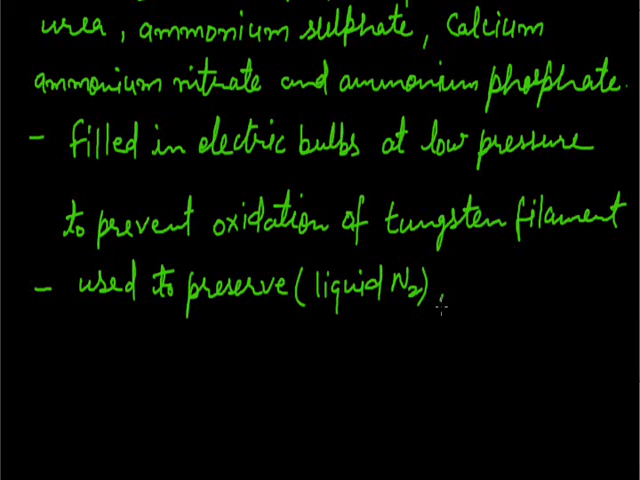 urea, ammonium sulphate, Calcium
ammonium nitrate and ammonium phosphate.
- filled in electric bulbs at low pressure
to prevent oxidation of tungsten filament
- used to preserve (liquid N₂)